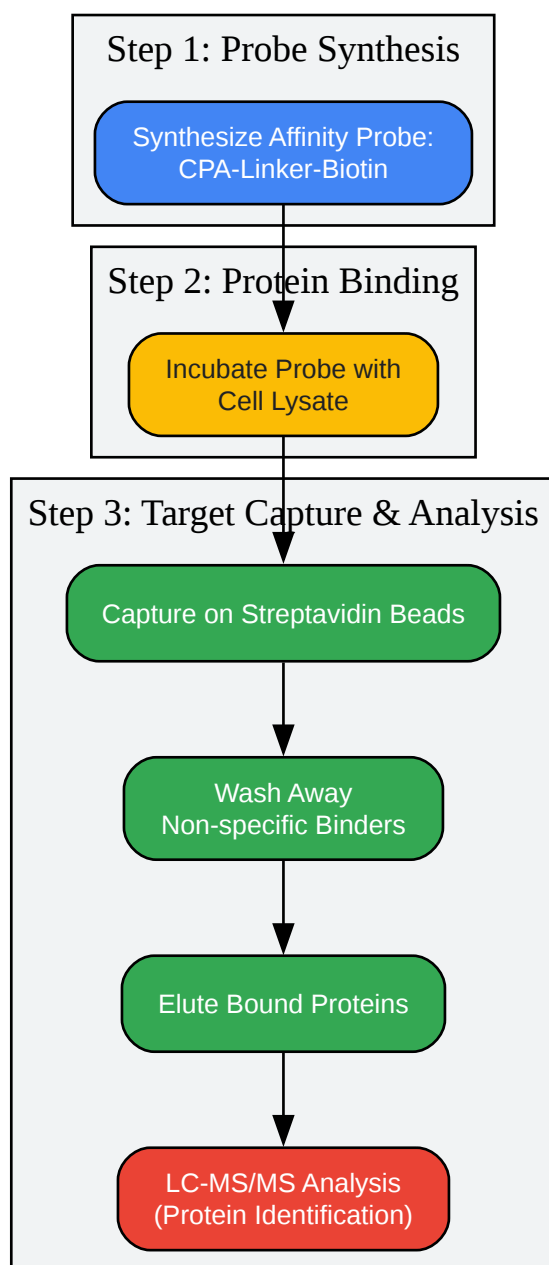 Step 1: Probe Synthesis
Synthesize Affinity Probe:
CPA-Linker-Biotin
Step 2: Protein Binding
Incubate Probe with
Cell Lysate
Step 3: Target Capture & Analysis
Capture on Streptavidin Beads
Wash Away
Non-specific Binders
Elute Bound Proteins
LC-MS/MS Analysis
(Protein Identification)